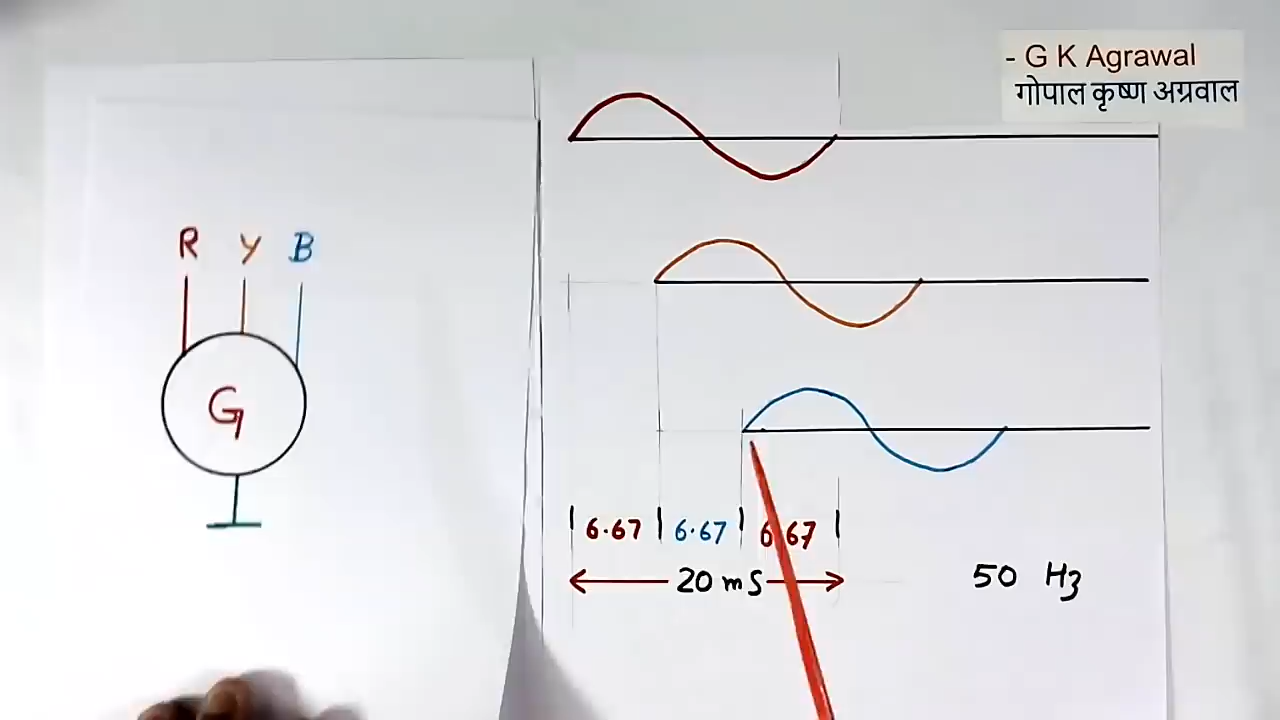 - G K Agrawal
गोपाल कृष्ण अग्रवाल
R Y B
G
6.67 6.67 6.67
20 mS
50 Hz